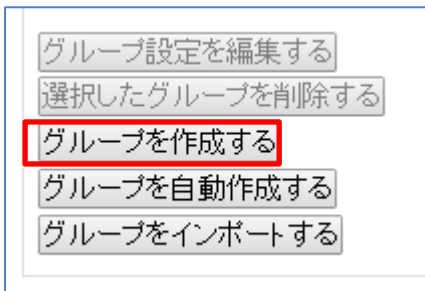 グループ設定を編集する
選択したグループを削除する
グループを作成する
グループを自動作成する
グループをインポートする